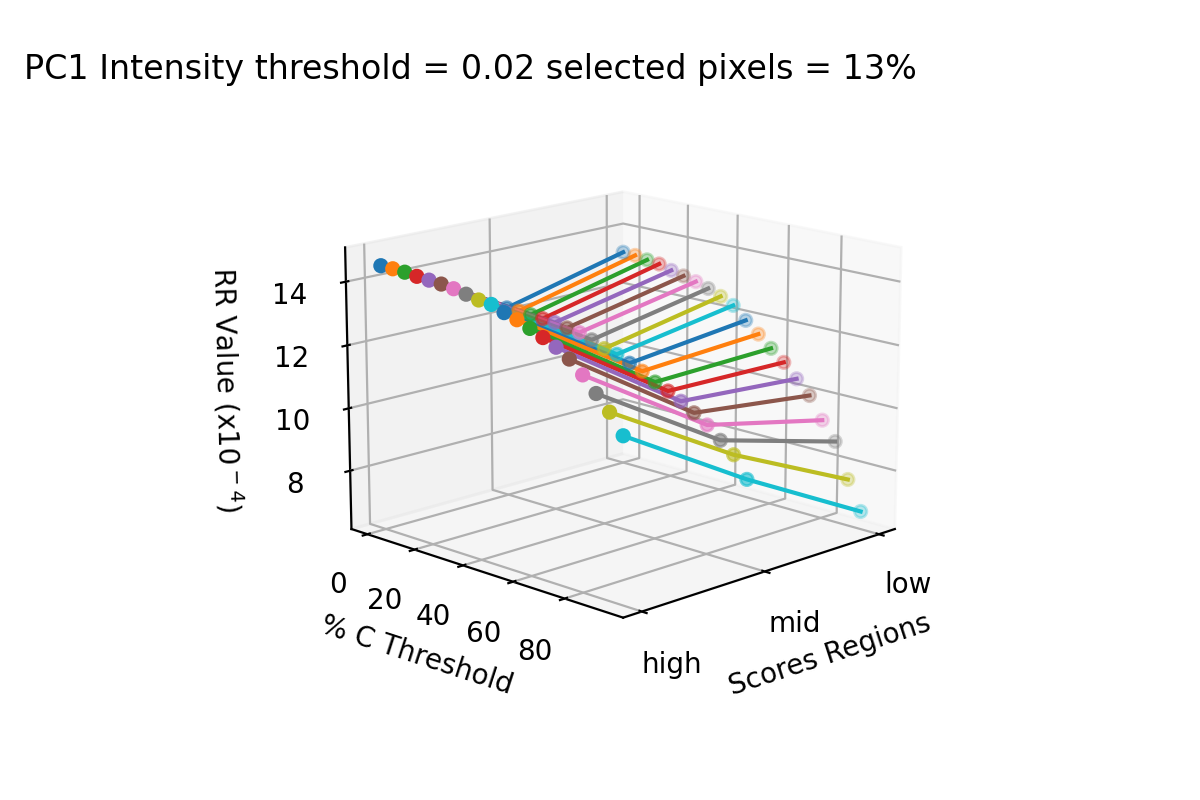 PC1 Intensity threshold = 0.02 selected pixels = 13%
RR Value (x10⁻⁴)
14
12
10
8
0
20
40
60
80
% C Threshold
high
mid
low
Scores Regions